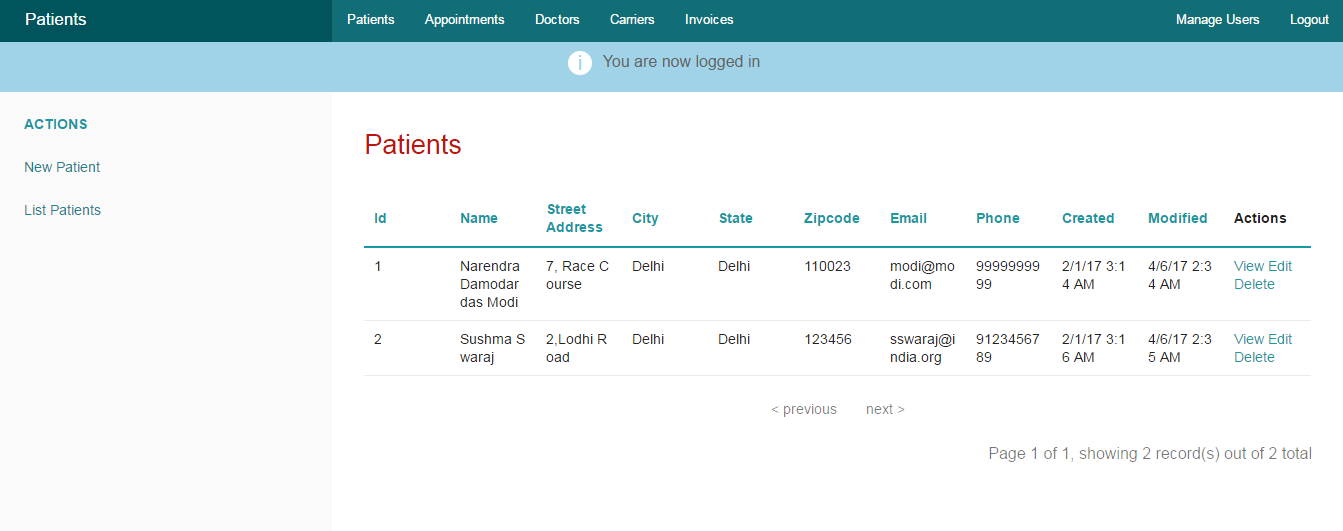 Patients Patients Appointments Doctors Carriers Invoices Manage Users Logout
i You are now logged in
ACTIONS
New Patient
List Patients
Patients
Id Name Street Address City State Zipcode Email Phone Created Modified Actions
1 Narendra Damodar das Modi 7, Race C ourse Delhi Delhi 110023 modi@mo di.com 99999999 99 2/1/17 3:1 4 AM 4/6/17 2:3 4 AM View Edit Delete
2 Sushma S waraj 2,Lodhi R oad Delhi Delhi 123456 sswaraj@i ndia.org 91234567 89 2/1/17 3:1 6 AM 4/6/17 2:3 5 AM View Edit Delete
< previous next >
Page 1 of 1, showing 2 record(s) out of 2 total